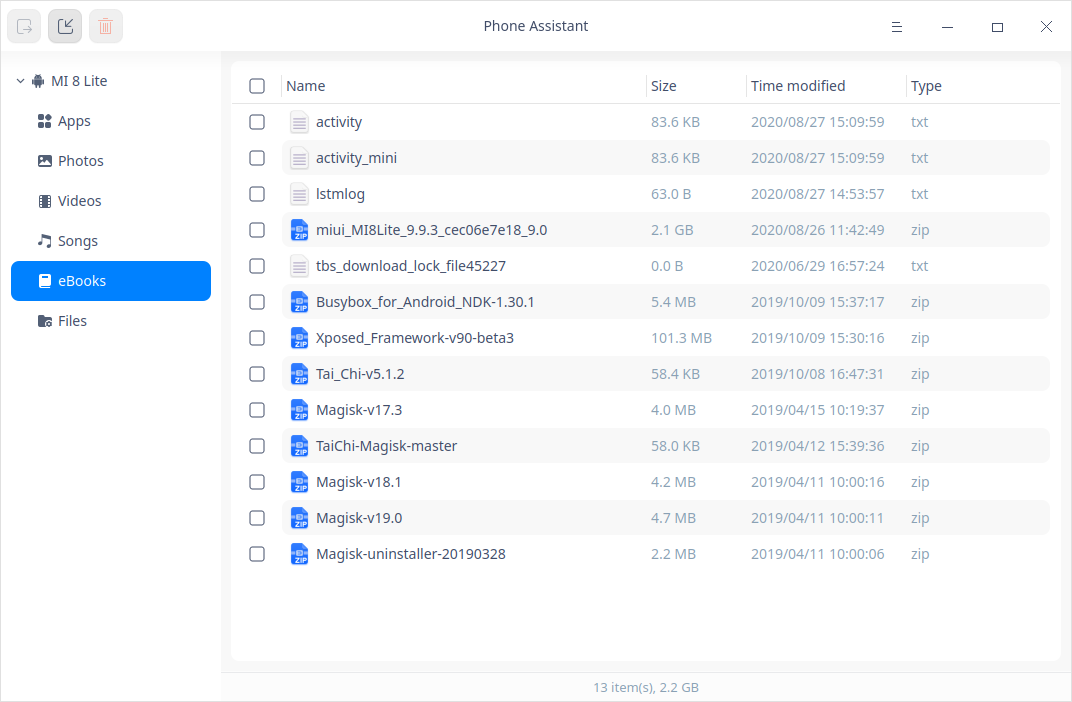 Phone Assistant
MI 8 Lite
Apps
Photos
Videos
Songs
eBooks
Files
Name Size Time modified Type
activity 83.6 KB 2020/08/27 15:09:59 txt
activity_mini 83.6 KB 2020/08/27 15:09:59 txt
lstmlog 63.0 B 2020/08/27 14:53:57 txt
ZIP miui_MI8Lite_9.9.3_cec06e7e18_9.0 2.1 GB 2020/08/26 11:42:49 zip
tbs_download_lock_file45227 0.0 B 2020/06/29 16:57:24 txt
ZIP Busybox_for_Android_NDK-1.30.1 5.4 MB 2019/10/09 15:37:17 zip
ZIP Xposed_Framework-v90-beta3 101.3 MB 2019/10/09 15:30:16 zip
ZIP Tai_Chi-v5.1.2 58.4 KB 2019/10/08 16:47:31 zip
ZIP Magisk-v17.3 4.0 MB 2019/04/15 10:19:37 zip
ZIP TaiChi-Magisk-master 58.0 KB 2019/04/12 15:39:36 zip
ZIP Magisk-v18.1 4.2 MB 2019/04/11 10:00:16 zip
ZIP Magisk-v19.0 4.7 MB 2019/04/11 10:00:11 zip
ZIP Magisk-uninstaller-20190328 2.2 MB 2019/04/11 10:00:06 zip
13 item(s), 2.2 GB